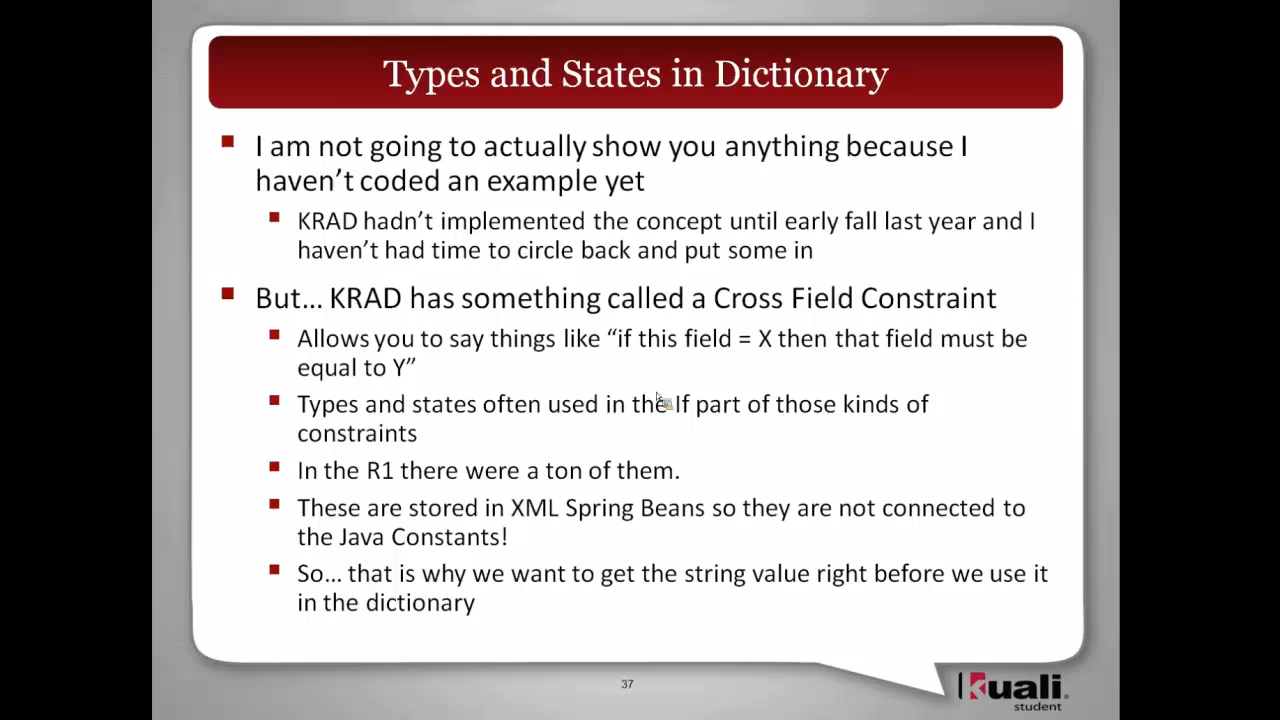 Types and States in Dictionary
I am not going to actually show you anything because I
haven't coded an example yet
KRAD hadn't implemented the concept until early fall last year and I
haven't had time to circle back and put some in
But... KRAD has something called a Cross Field Constraint
Allows you to say things like “if this field = X then that field must be
equal to Y”
Types and states often used in the If part of those kinds of
constraints
In the R1 there were a ton of them.
These are stored in XML Spring Beans so they are not connected to
the Java Constants!
So... that is why we want to get the string value right before we use it
in the dictionary
37
Kuali®
student